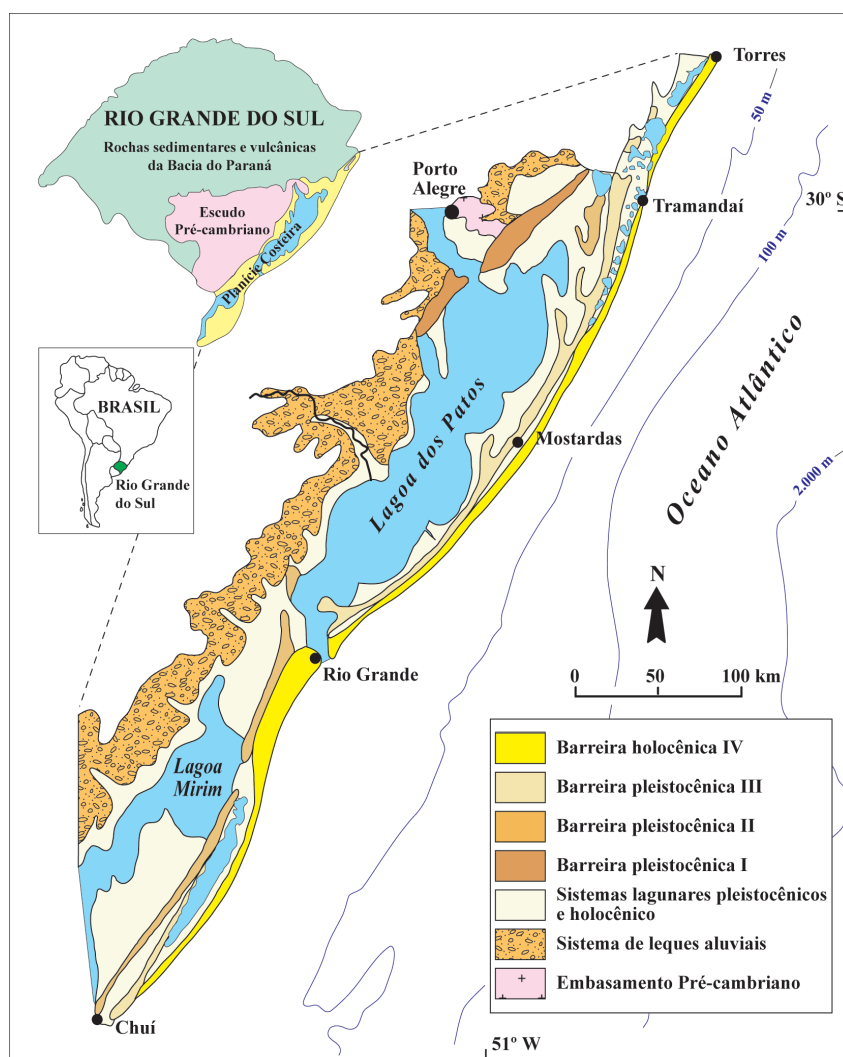 RIO GRANDE DO SUL
Rochas sedimentares e vulcânicas
da Bacia do Paraná
Escudo
Pré-cambriano
Planície Costeira
BRASIL
Rio Grande
do Sul
Torres
50 m
Porto
Alegre
Tramandaí
30º S
100 m
Oceano Atlântico
Lagoa dos Patos
Mostardas
2.000 m
N
Rio Grande
0 50 100 km
Lagoa
Mirim
Chuí
51º W
Barreira holocênica IV
Barreira pleistocênica III
Barreira pleistocênica II
Barreira pleistocênica I
Sistemas lagunares pleistocênicos
e holocênico
Sistema de leques aluviais
Embasamento Pré-cambriano